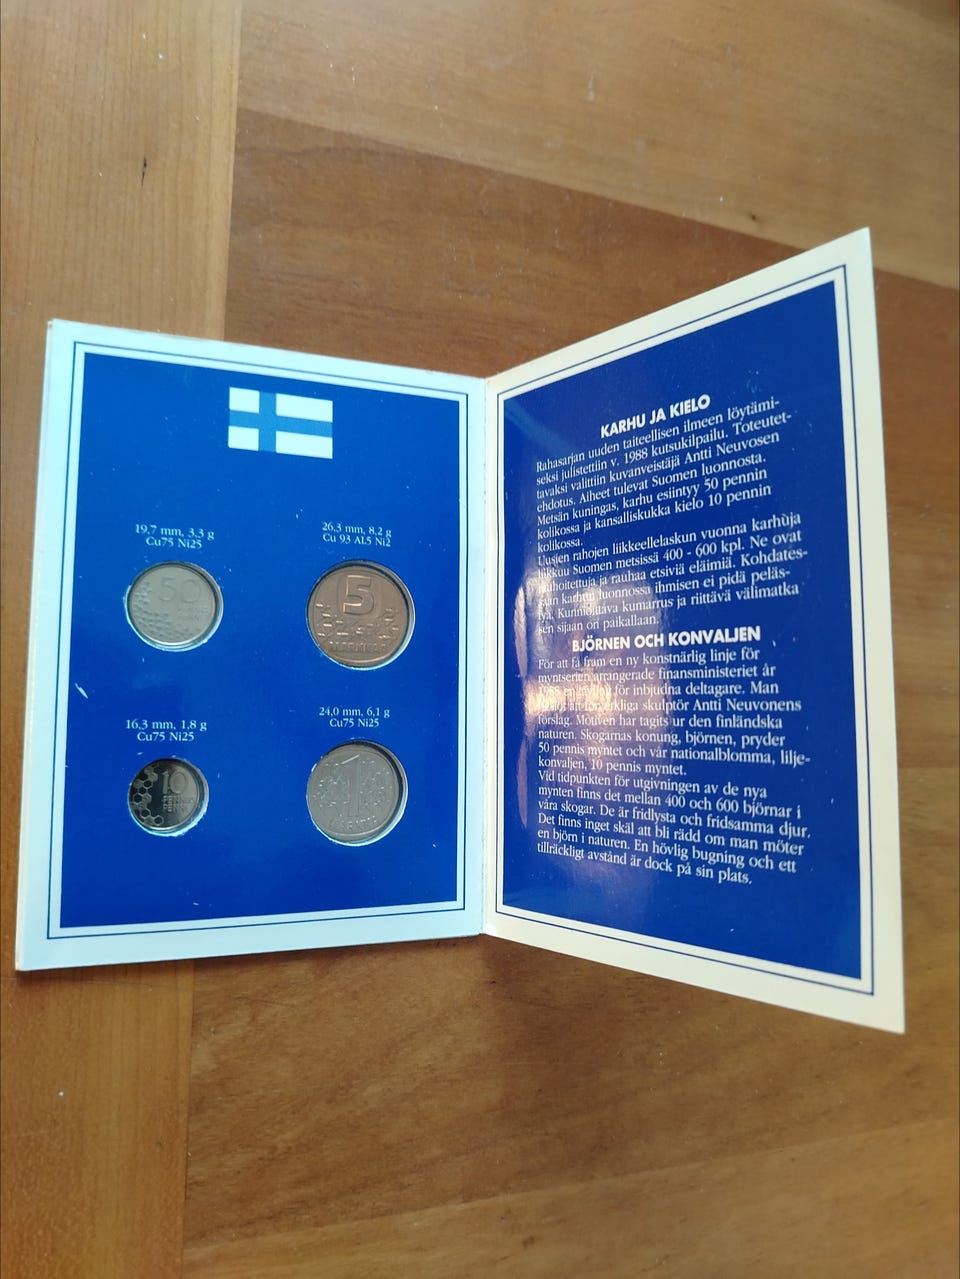 19,7 mm, 3,3 g
Cu75 Ni25
26,3 mm, 8,2 g
Cu 93 AL5 Ni2
50
5
MARKKAA
16,3 mm, 1,8 g
Cu75 Ni25
24,0 mm, 6,1 g
Cu75 Ni25
10
1
KARHU JA KIELO
Rahasarjan uuden taiteellisen ilmeen löytämi-
seksi julistettiin v. 1988 kutsukilpailu. Toteutet-
tavaksi valittiin kuvanveistäjä Antti Neuvosen
ehdotus. Aiheet tulevat Suomen luonnosta.
Metsän kuningas, karhu esiintyy 50 pennin
kolikossa ja kansalliskukka kielo 10 pennin
kolikossa.
Uusien rahojen liikkeellelaskun vuonna karhuja
liikkuu Suomen metsissä 400 - 600 kpl. Ne ovat
rauhoitettuja ja rauhaa etsiviä eläimiä. Kohdates-
saan karhun luonnossa ihmisen ei pidä peläs-
tyä. Kunnioittava kumarrus ja riittävä välimatka
sen sijaan on paikallaan.
BJÖRNEN OCH KONVALJEN
För att få fram en ny konstnärlig linje för
myntserien arrangerade finansministeriet år
1988 en tävling för inbjudna deltagare. Man
att förverkliga skulptör Antti Neuvonens
förslag. Motiven har tagits ur den finländska
naturen. Skogarnas konung, björnen, pryder
50 pennis myntet och vår nationalblomma, lilje-
konvaljen, 10 pennis myntet.
Vid tidpunkten för utgivningen av de nya
mynten finns det mellan 400 och 600 björnar i
våra skogar. De är fridlysta och fridsamma djur.
Det finns inget skäl att bli rädd om man möter
en björn i naturen. En hövlig bugning och ett
tillräckligt avstånd är dock på sin plats.